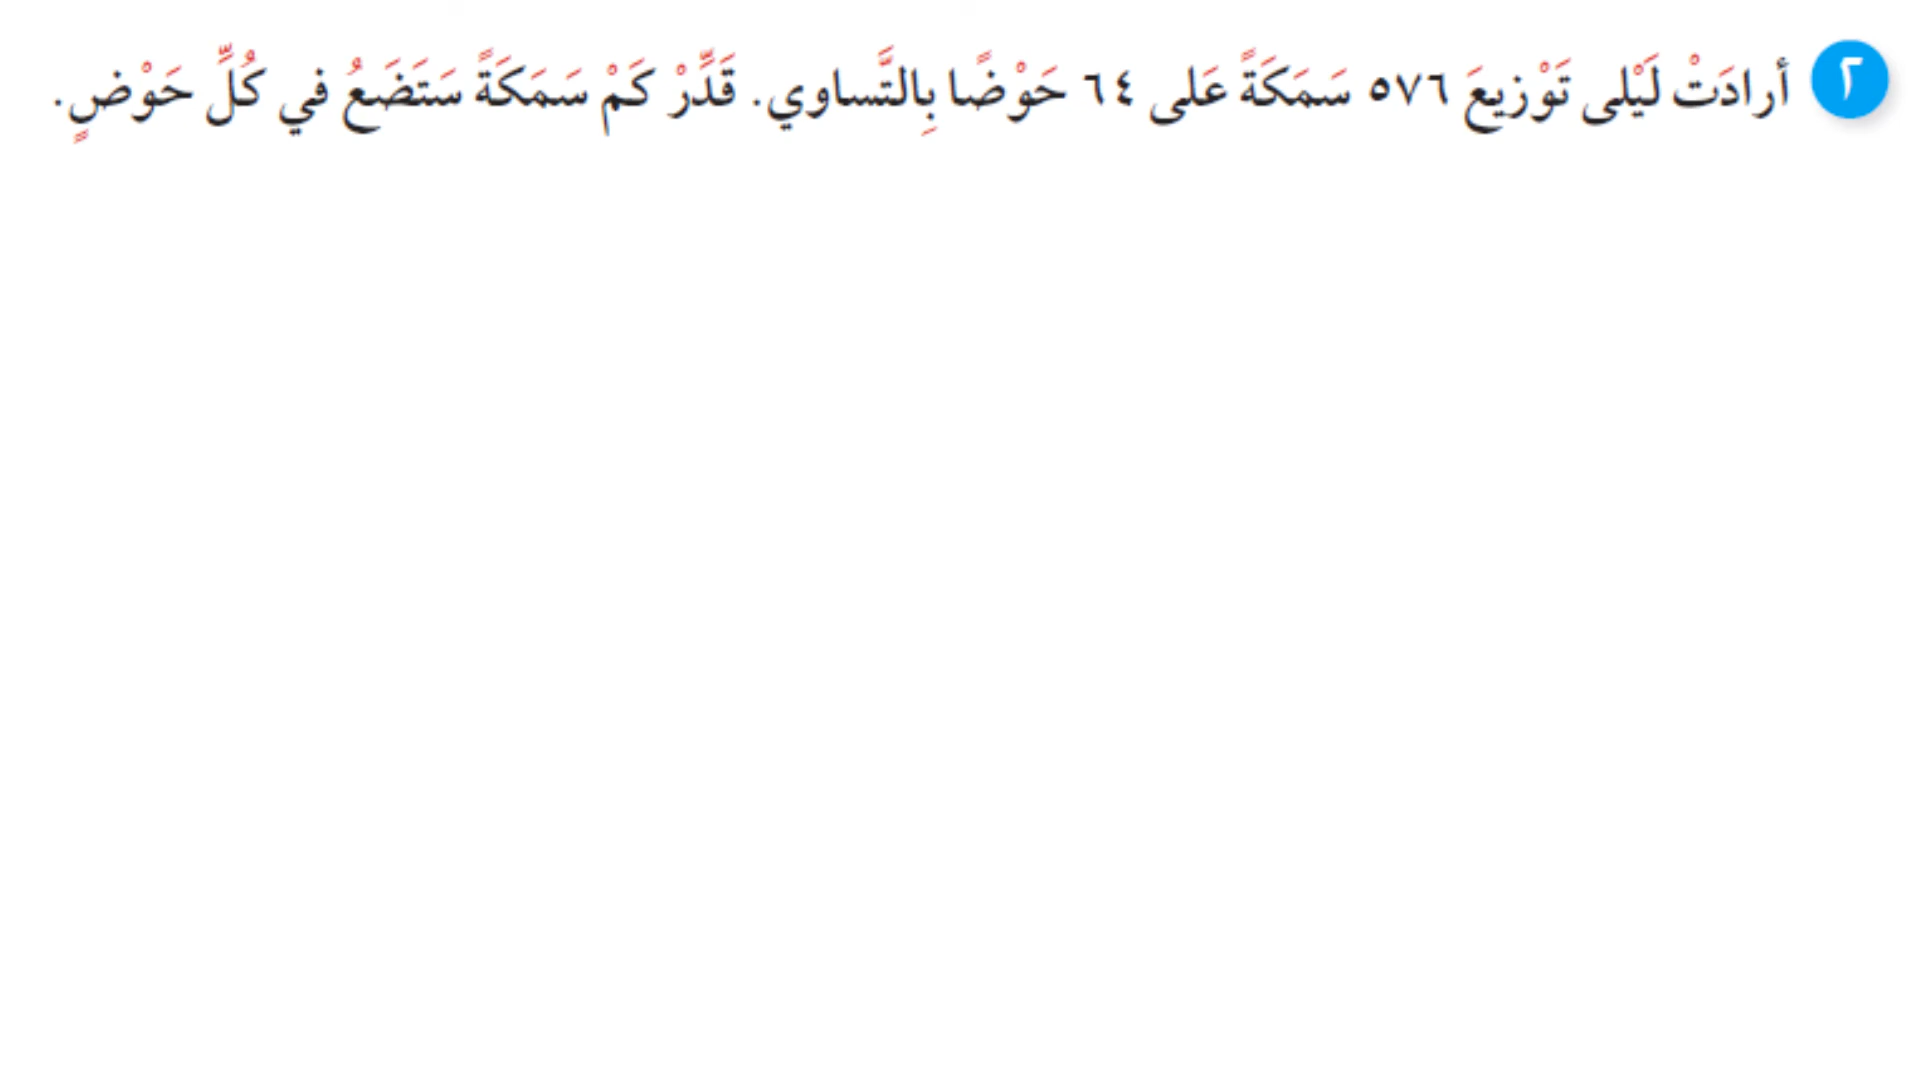 ٢ أرادَتْ لَيْلى تَوْزيعَ ٥٧٦ سَمَكَةً عَلى ٦٤ حَوْضًا بِالتَّساوي. قَدِّرْ كَمْ سَمَكَةً سَتَضَعُ في كُلِّ حَوْضٍ.